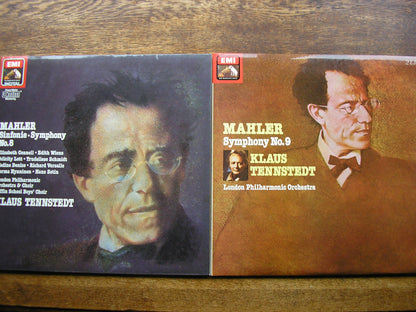 EMI
DIGITAL
MAHLER
Sinfonie·Symphony
No.8
Elizabeth Connell · Edith Wiens
Felicity Lott · Trudeliese Schmidt
Nadine Denize · Richard Versalle
Jorma Hynninen · Hans Sotin
London Philharmonic
Orchestra & Choir
Tiffin School Boys' Choir
KLAUS TENNSTEDT
EMI
MAHLER
Symphony No.9
KLAUS
TENNSTEDT
London Philharmonic Orchestra